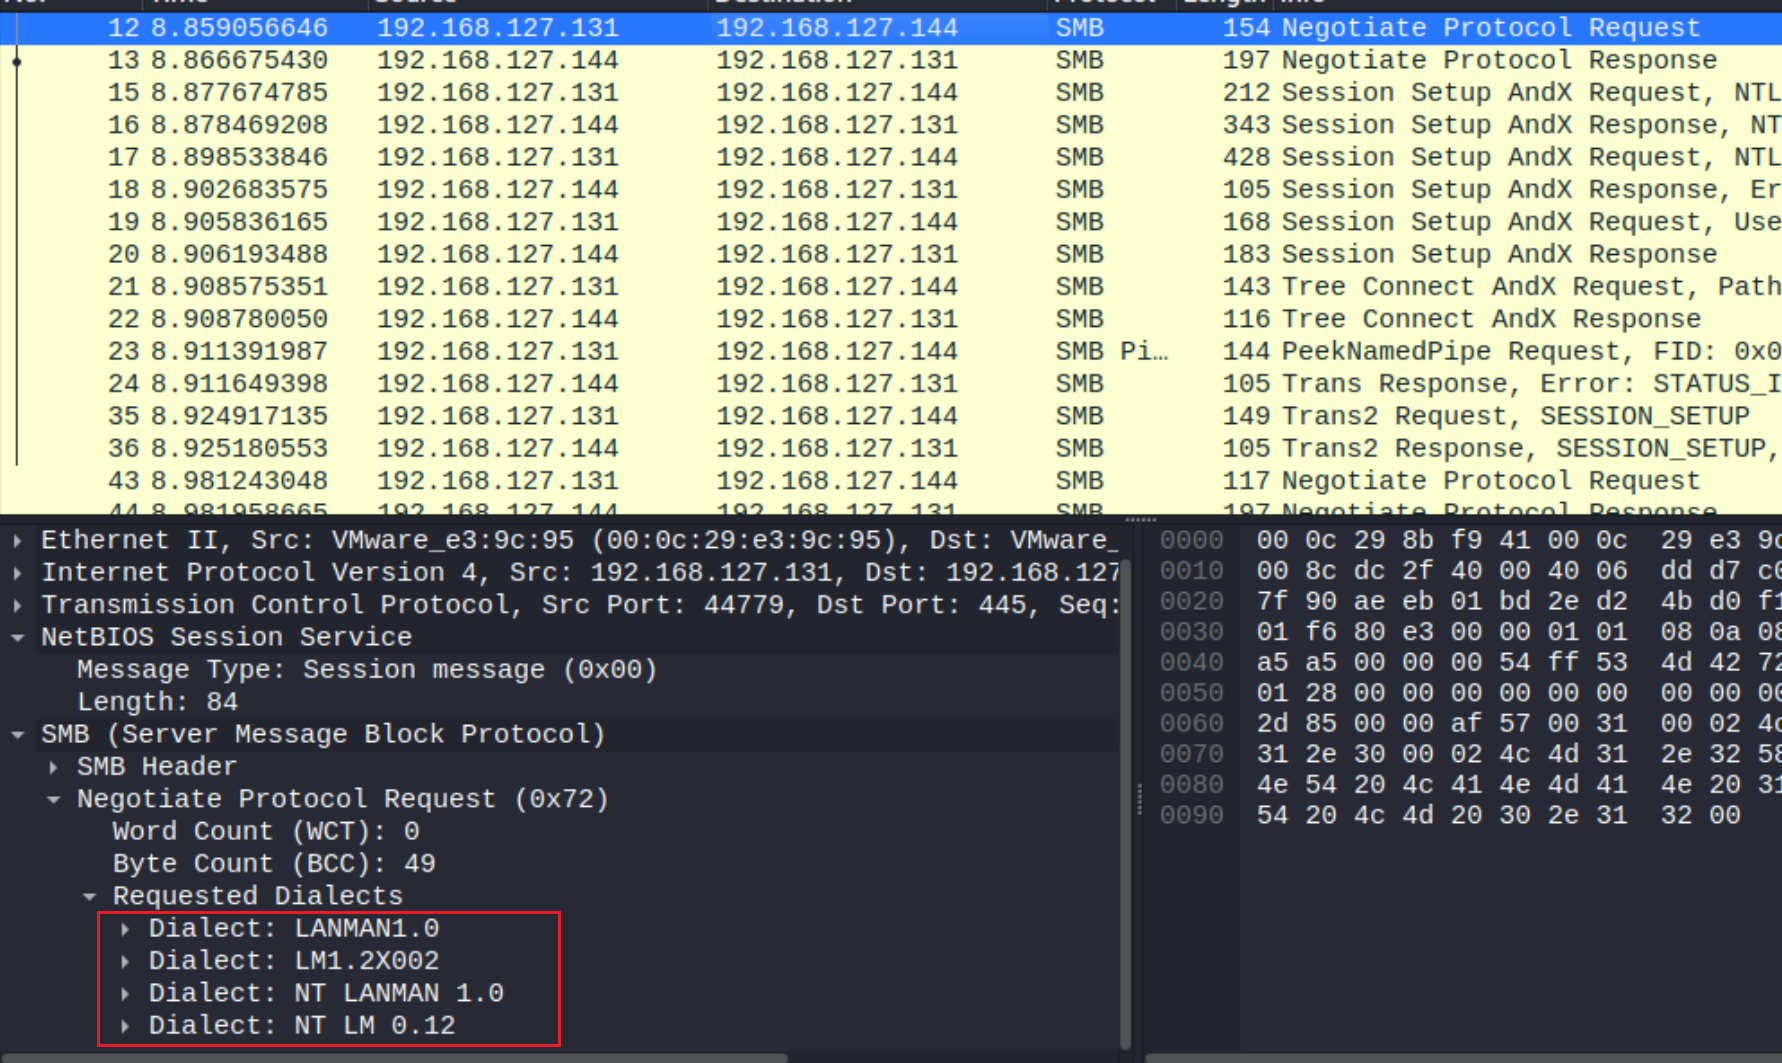 12 8.859056646 192.168.127.131 192.168.127.144 SMB 154 Negotiate Protocol Request
13 8.866675430 192.168.127.144 192.168.127.131 SMB 197 Negotiate Protocol Response
15 8.877674785 192.168.127.131 192.168.127.144 SMB 212 Session Setup AndX Request, NTL
16 8.878469208 192.168.127.144 192.168.127.131 SMB 343 Session Setup AndX Response, NT
17 8.898533846 192.168.127.131 192.168.127.144 SMB 428 Session Setup AndX Request, NTL
18 8.902683575 192.168.127.144 192.168.127.131 SMB 105 Session Setup AndX Response, Er
19 8.905836165 192.168.127.131 192.168.127.144 SMB 168 Session Setup AndX Request, Use
20 8.906193488 192.168.127.144 192.168.127.131 SMB 183 Session Setup AndX Response
21 8.908575351 192.168.127.131 192.168.127.144 SMB 143 Tree Connect AndX Request, Path
22 8.908780050 192.168.127.144 192.168.127.131 SMB 116 Tree Connect AndX Response
23 8.911391987 192.168.127.131 192.168.127.144 SMB Pi… 144 PeekNamedPipe Request, FID: 0x0
24 8.911649398 192.168.127.144 192.168.127.131 SMB 105 Trans Response, Error: STATUS_I
35 8.924917135 192.168.127.131 192.168.127.144 SMB 149 Trans2 Request, SESSION_SETUP
36 8.925180553 192.168.127.144 192.168.127.131 SMB 105 Trans2 Response, SESSION_SETUP,
43 8.981243048 192.168.127.131 192.168.127.144 SMB 117 Negotiate Protocol Request
44 8.981958665 192.168.127.144 192.168.127.131 SMB 197 Negotiate Protocol Response
Ethernet II, Src: VMware_e3:9c:95 (00:0c:29:e3:9c:95), Dst: VMware_
Internet Protocol Version 4, Src: 192.168.127.131, Dst: 192.168.127
Transmission Control Protocol, Src Port: 44779, Dst Port: 445, Seq:
NetBIOS Session Service
Message Type: Session message (0x00)
Length: 84
SMB (Server Message Block Protocol)
SMB Header
Negotiate Protocol Request (0x72)
Word Count (WCT): 0
Byte Count (BCC): 49
Requested Dialects
Dialect: LANMAN1.0
Dialect: LM1.2X002
Dialect: NT LANMAN 1.0
Dialect: NT LM 0.12
0000 00 0c 29 8b f9 41 00 0c 29 e3 9c
0010 00 8c dc 2f 40 00 40 06 dd d7 c0
0020 7f 90 ae eb 01 bd 2e d2 4b d0 f1
0030 01 f6 80 e3 00 00 01 01 08 0a 08
0040 a5 a5 00 00 00 54 ff 53 4d 42 72
0050 01 28 00 00 00 00 00 00 00 00 00
0060 2d 85 00 00 af 57 00 31 00 02 4c
0070 31 2e 30 00 02 4c 4d 31 2e 32 58
0080 4e 54 20 4c 41 4e 4d 41 4e 20 31
0090 54 20 4c 4d 20 30 2e 31 32 00